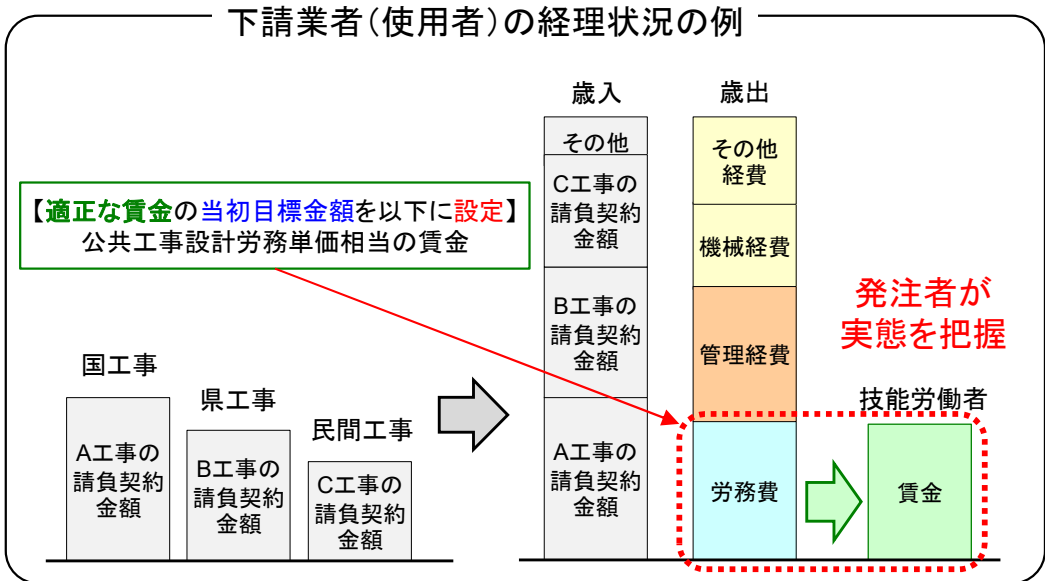 下請業者(使用者)の経理状況の例
【適正な賃金の当初目標金額を以下に設定】
公共工事設計労務単価相当の賃金
国工事
A工事の
請負契約
金額
県工事
B工事の
請負契約
金額
民間工事
C工事の
請負契約
金額
歳入
その他
C工事の
請負契約
金額
B工事の
請負契約
金額
A工事の
請負契約
金額
歳出
その他
経費
機械経費
管理経費
労務費
発注者が
実態を把握
技能労働者
賃金